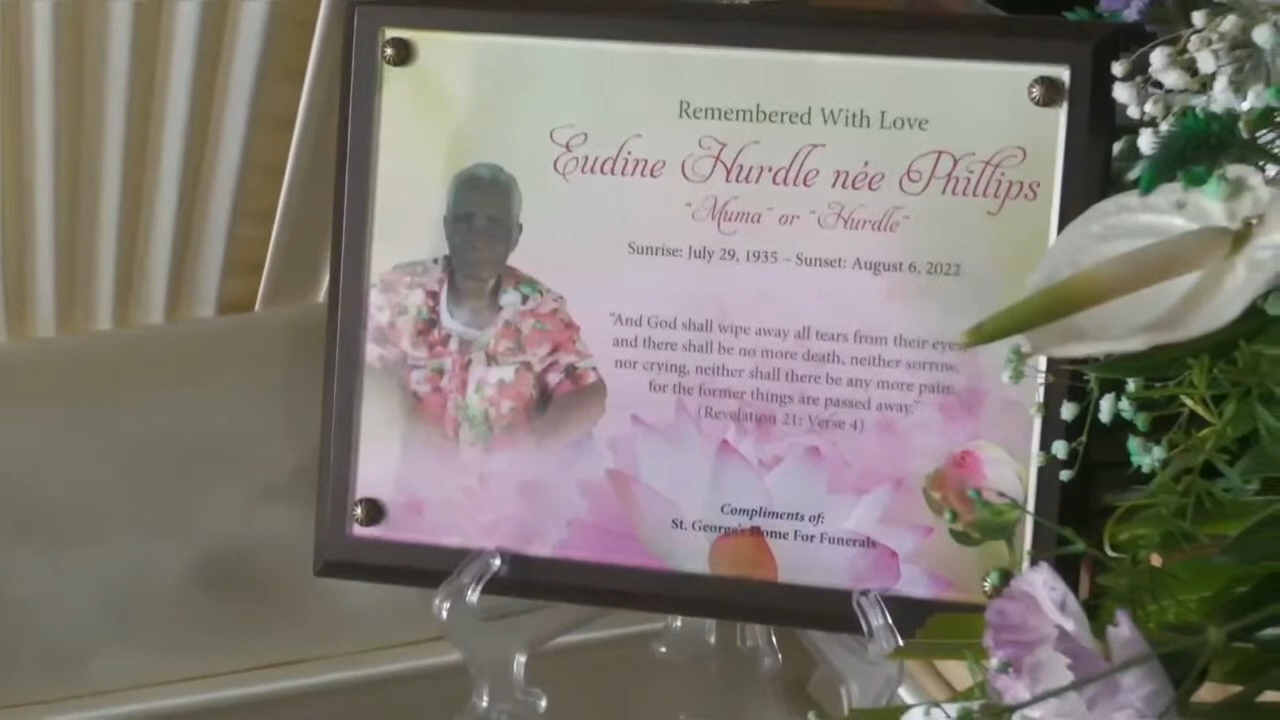 Remembered With Love
Eudine Hurdle née Phillips
"Muma" or "Hurdle"
Sunrise: July 29, 1935 – Sunset: August 6, 2022
"And God shall wipe away all tears from their eyes
and there shall be no more death, neither sorrow,
nor crying, neither shall there be any more pain:
for the former things are passed away."
(Revelation 21: Verse 4)
Compliments of:
St. George's Home For Funerals